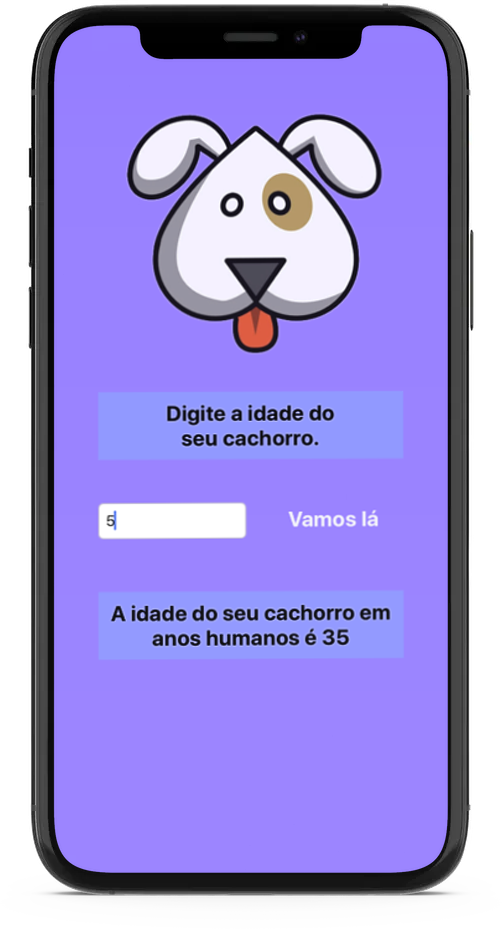 Digite a idade do
seu cachorro.
5
Vamos lá
A idade do seu cachorro em
anos humanos é 35